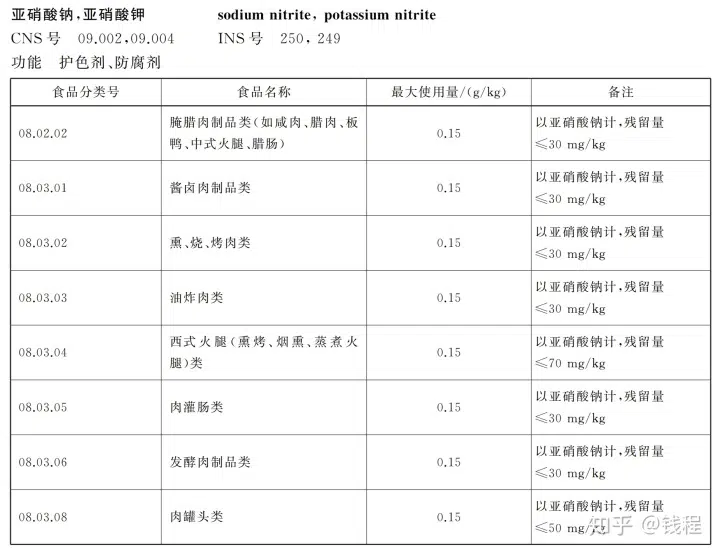 亚硝酸钠,亚硝酸钾 sodium nitrite, potassium nitrite
CNS号 09.002,09.004 INS号 250, 249
功能 护色剂、防腐剂
食品分类号 食品名称 最大使用量/(g/kg) 备注
08.02.02 腌腊肉制品类(如咸肉、腊肉、板鸭、中式火腿、腊肠) 0.15 以亚硝酸钠计,残留量≤30 mg/kg
08.03.01 酱卤肉制品类 0.15 以亚硝酸钠计,残留量≤30 mg/kg
08.03.02 熏、烧、烤肉类 0.15 以亚硝酸钠计,残留量≤30 mg/kg
08.03.03 油炸肉类 0.15 以亚硝酸钠计,残留量≤30 mg/kg
08.03.04 西式火腿(熏烤、烟熏、蒸煮火腿)类 0.15 以亚硝酸钠计,残留量≤70 mg/kg
08.03.05 肉灌肠类 0.15 以亚硝酸钠计,残留量≤30 mg/kg
08.03.06 发酵肉制品类 0.15 以亚硝酸钠计,残留量≤30 mg/kg
08.03.08 肉罐头类 0.15 以亚硝酸钠计,残留量≤50 mg/kg
知乎 @钱程